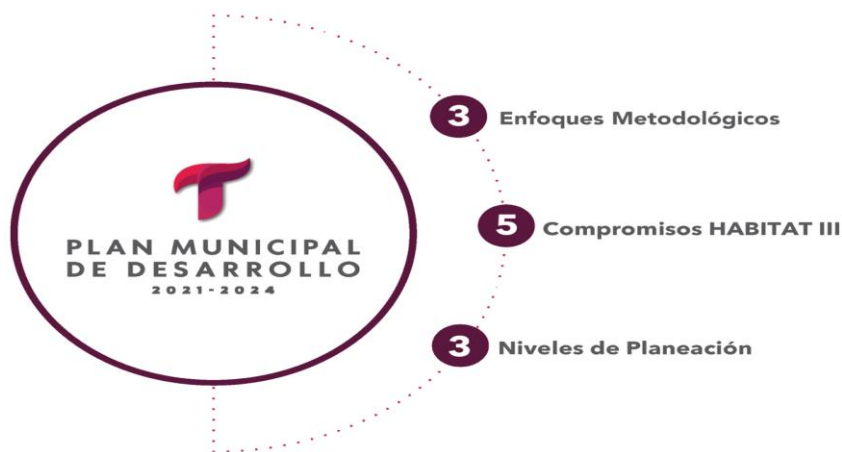 PLAN MUNICIPAL
DE DESARROLLO
2021-2024
3 Enfoques Metodológicos
5 Compromisos HABITAT III
3 Niveles de Planeación